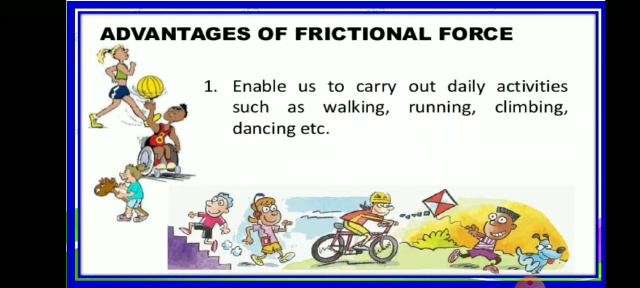 ADVANTAGES OF FRICTIONAL FORCE
1. Enable us to carry out daily activities
such as walking, running, climbing,
dancing etc.